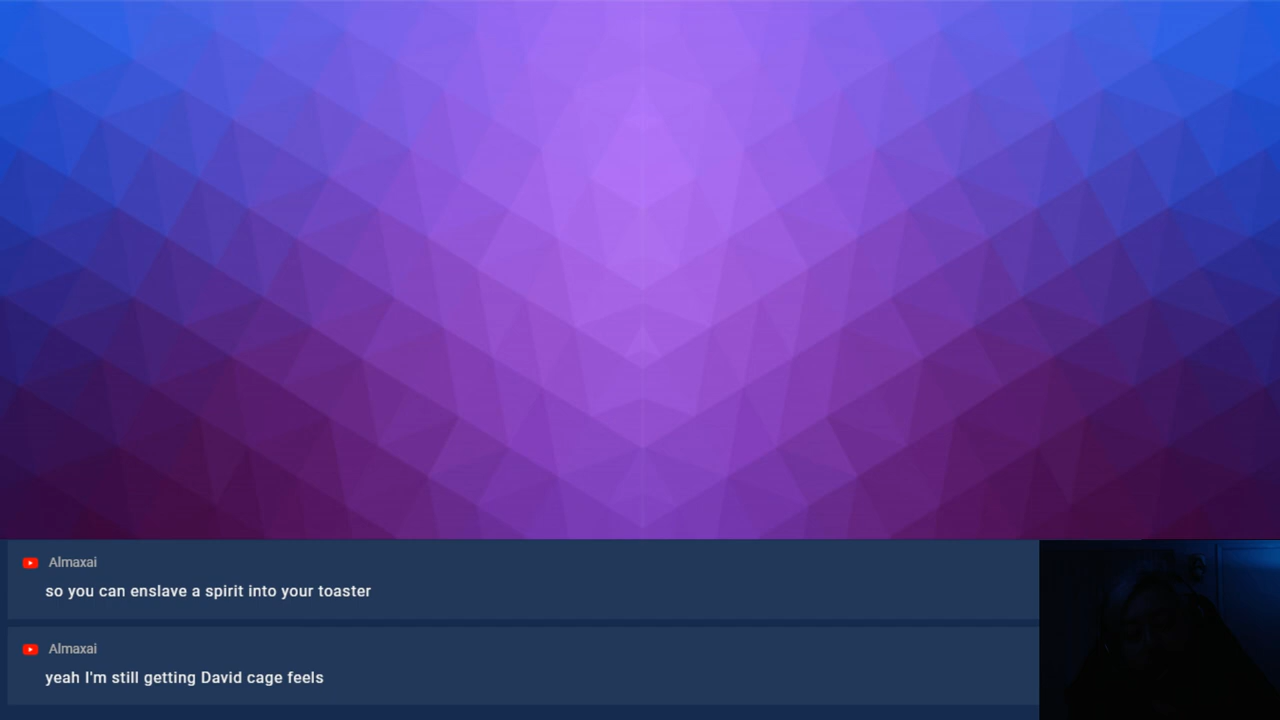 Almaxai
so you can enslave a spirit into your toaster
Almaxai
yeah I'm still getting David cage feels